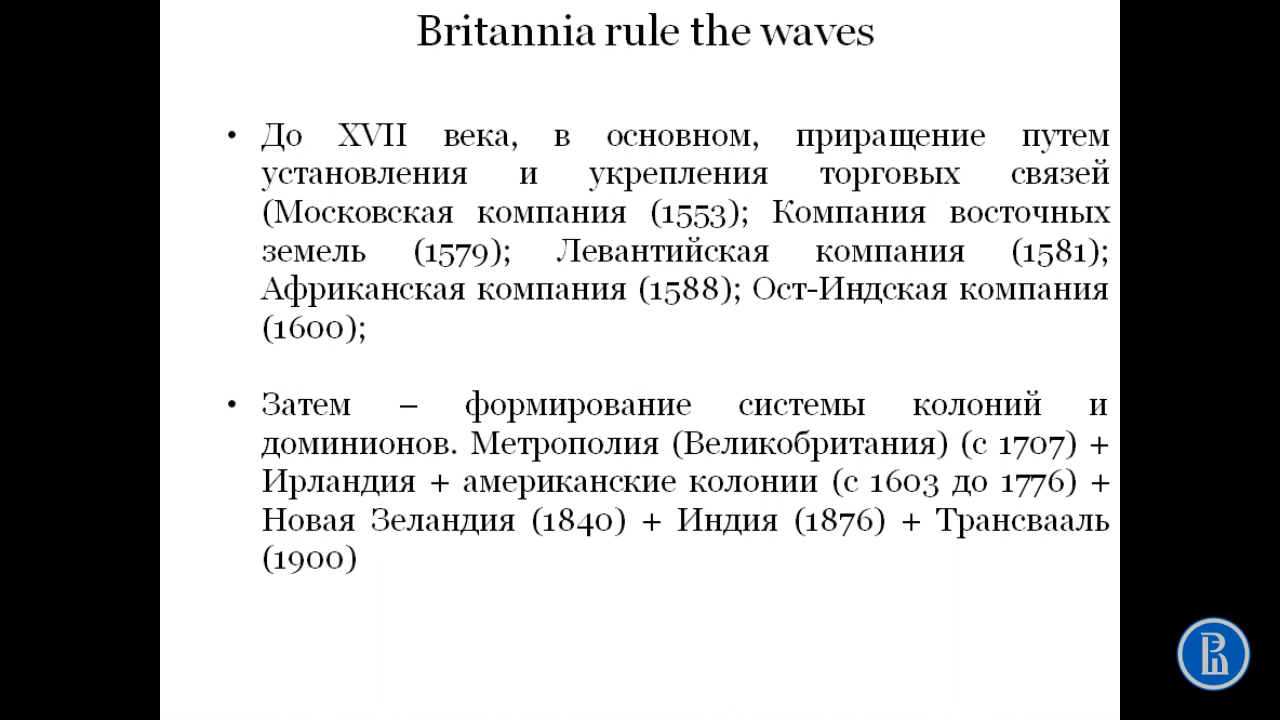 Britannia rule the waves
• До XVII века, в основном, приращение путем
установления и укрепления торговых связей
(Московская компания (1553); Компания восточных
земель (1579); Левантийская компания (1581);
Африканская компания (1588); Ост-Индская компания
(1600);
• Затем – формирование системы колоний и
доминионов. Метрополия (Великобритания) (с 1707) +
Ирландия + американские колонии (с 1603 до 1776) +
Новая Зеландия (1840) + Индия (1876) + Трансвааль
(1900)